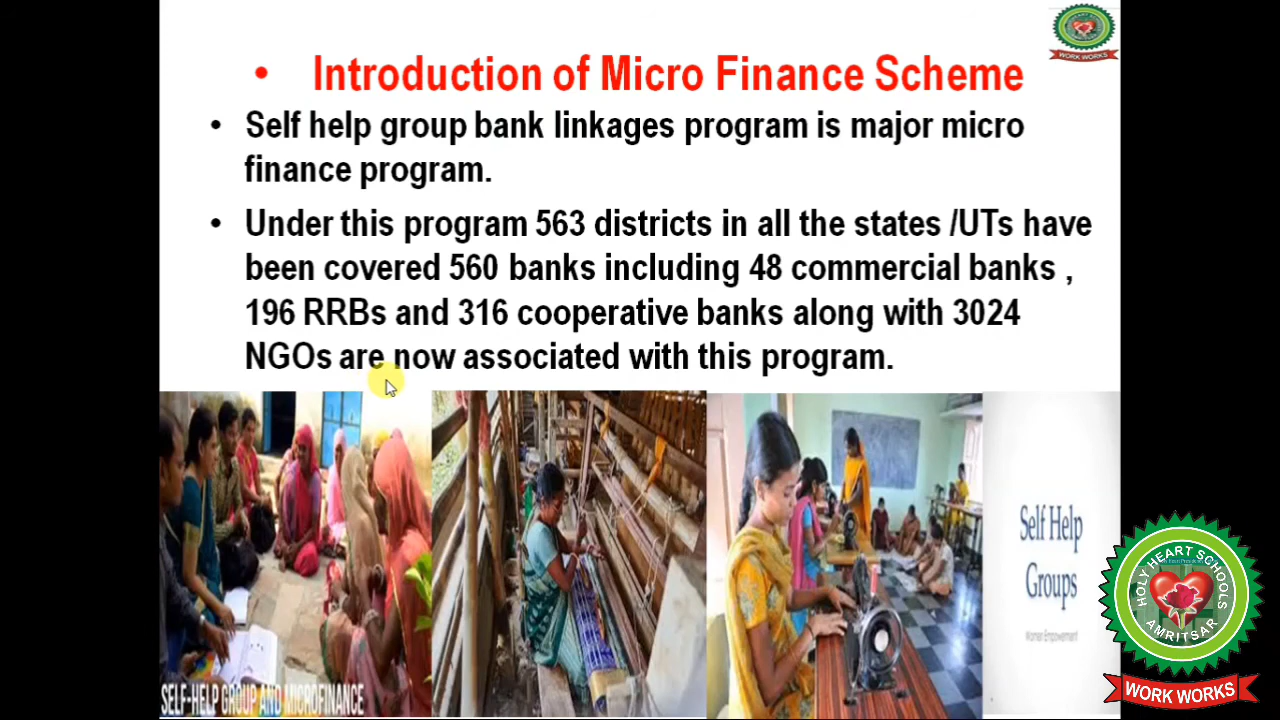 WORK WORKS
• Introduction of Micro Finance Scheme
• Self help group bank linkages program is major micro
finance program.
• Under this program 563 districts in all the states /UTs have
been covered 560 banks including 48 commercial banks ,
196 RRBs and 316 cooperative banks along with 3024
NGOs are now associated with this program.
SELF-HELP GROUP AND MICROFINANCE
Self Help
Groups
Women Empowerment
HOLY HEART SCHOOLS
AMRITSAR
WORK WORKS